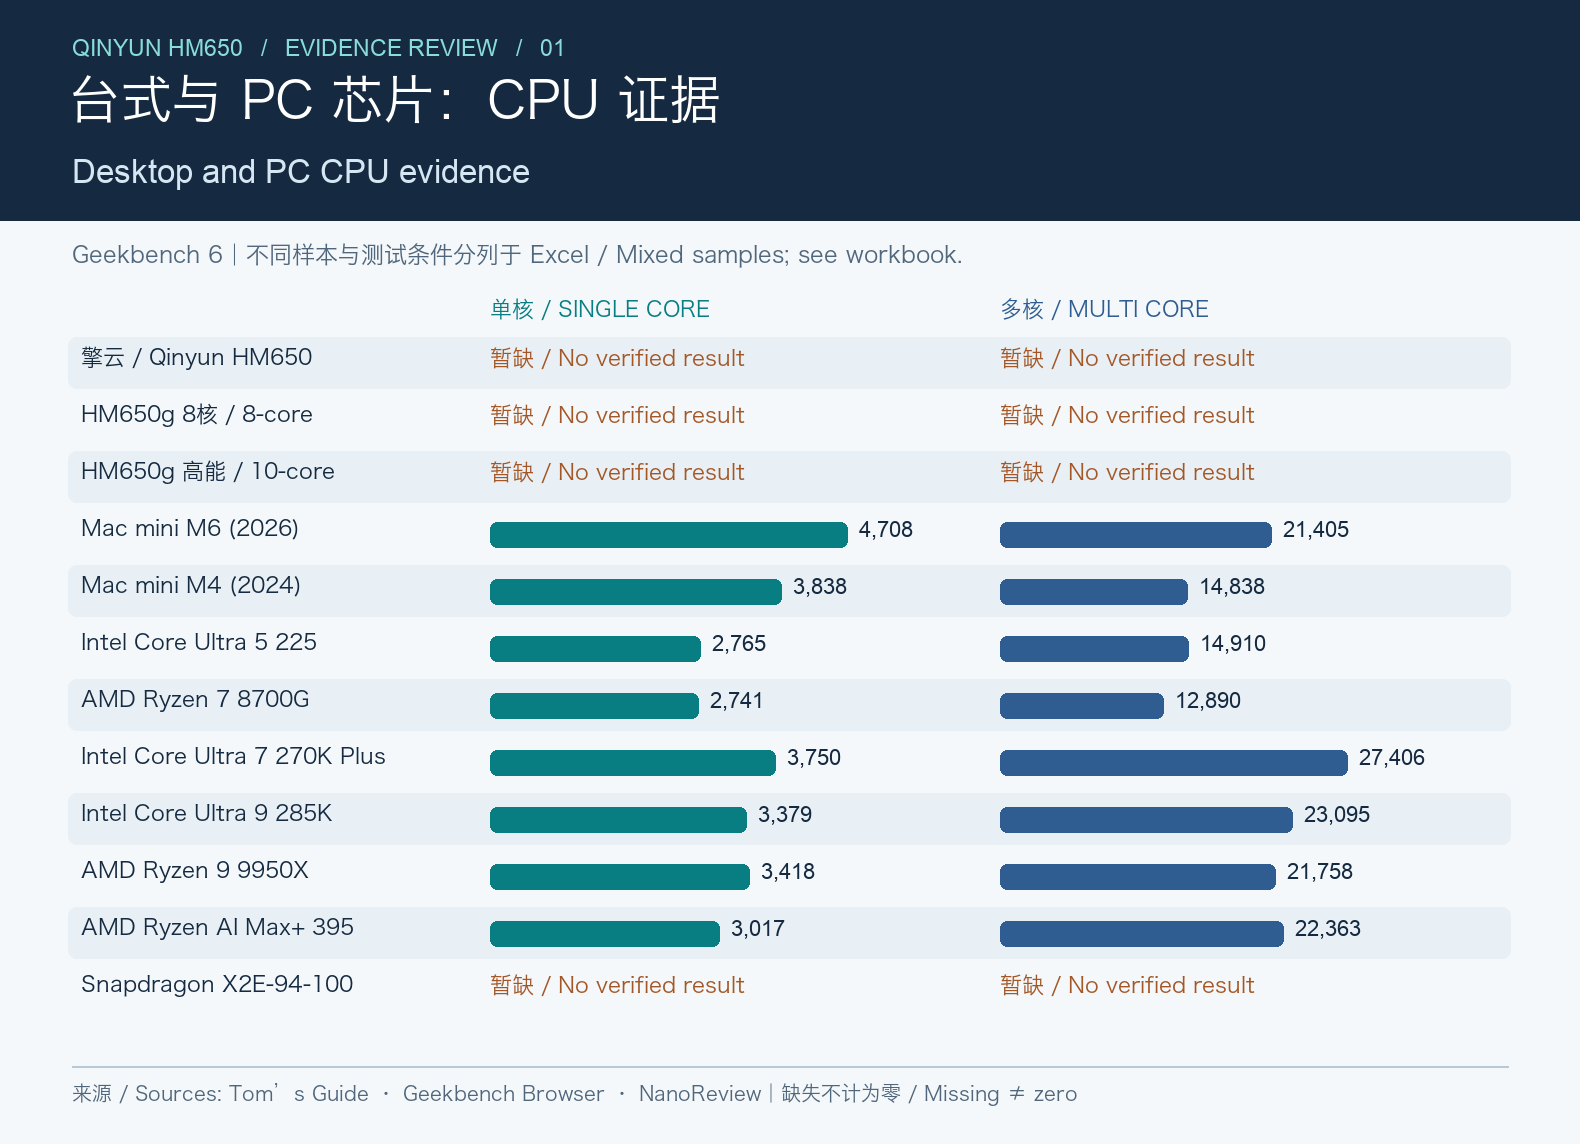 QINYUN HM650 / EVIDENCE REVIEW / 01
台式与 PC 芯片：CPU 证据
Desktop and PC CPU evidence
Geekbench 6｜不同样本与测试条件分列于 Excel / Mixed samples; see workbook.
单核 / SINGLE CORE 多核 / MULTI CORE
擎云 / Qinyun HM650 暂缺 / No verified result 暂缺 / No verified result
HM650g 8核 / 8-core 暂缺 / No verified result 暂缺 / No verified result
HM650g 高能 / 10-core 暂缺 / No verified result 暂缺 / No verified result
Mac mini M6 (2026) 4,708 21,405
Mac mini M4 (2024) 3,838 14,838
Intel Core Ultra 5 225 2,765 14,910
AMD Ryzen 7 8700G 2,741 12,890
Intel Core Ultra 7 270K Plus 3,750 27,406
Intel Core Ultra 9 285K 3,379 23,095
AMD Ryzen 9 9950X 3,418 21,758
AMD Ryzen AI Max+ 395 3,017 22,363
Snapdragon X2E-94-100 暂缺 / No verified result 暂缺 / No verified result
来源 / Sources: Tom’s Guide · Geekbench Browser · NanoReview｜缺失不计为零 / Missing ≠ zero